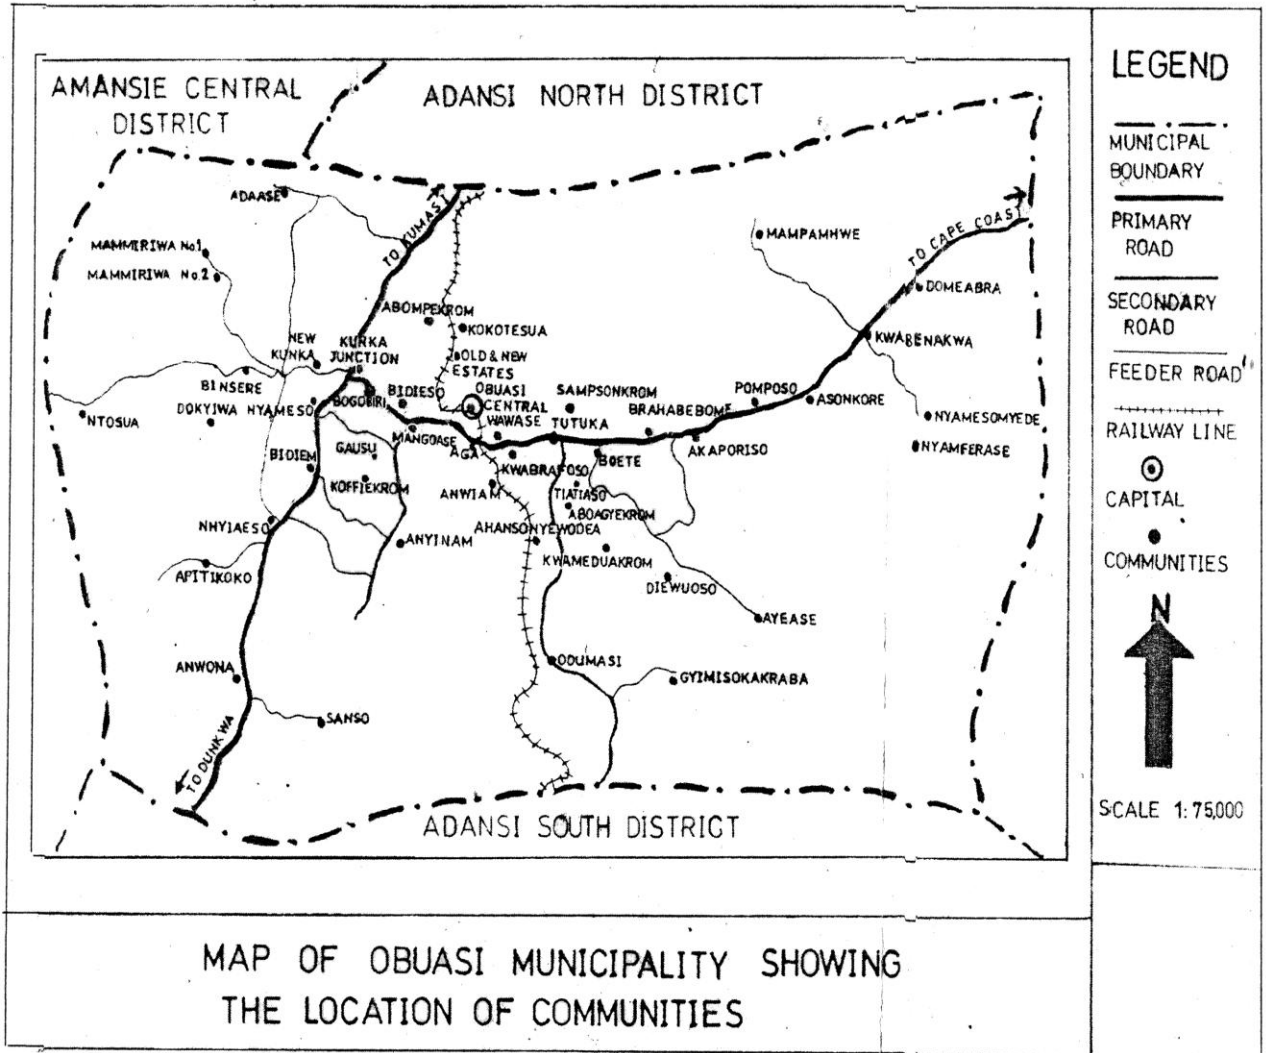 AMANSIE CENTRAL
DISTRICT
ADANSI NORTH DISTRICT
LEGEND
MUNICIPAL
BOUNDARY
PRIMARY
ROAD
SECONDARY
ROAD
FEEDER ROAD
RAILWAY LINE
CAPITAL
COMMUNITIES
N
SCALE 1:75,000
ADAASE
TO KUMASI
MAMMIRIWA No.1
MAMMIRIWA No.2
MAMPAMHWE
TO CAPE COAST
DOMEABRA
ABOMPEKROM
KOKOTESUA
NEW
KUNKA
KURKA
JUNCTION
OLD & NEW
ESTATES
KWABENAKWA
BINSERE
BOGOBIRI
BIDIESO
OBUASI
CENTRAL
SAMPSONKROM
POMPOSO
ASONKORE
NTOSUA
DOKYIWA
NYAMESO
WAWASE
TUTUKA
BRAHABEBOME
NYAMESOMYEDE
MANGOASE
AGA
AKAPORISO
NYAMFERASE
GAUSU
BIDIEM
KWABRAFOSO
BOETE
KOFFIEKROM
ANWIAM
TIATIASO
ABOAGYEKROM
NHYIAESO
ANYINAM
AHANSONYEWODEA
KWAMEDUAKROM
APITIKOKO
DIEWUOSO
AYEASE
ANWONA
ODUMASI
GYIMISOKAKRABA
SANSO
TO DUNKWA
ADANSI SOUTH DISTRICT
MAP OF OBUASI MUNICIPALITY SHOWING
THE LOCATION OF COMMUNITIES